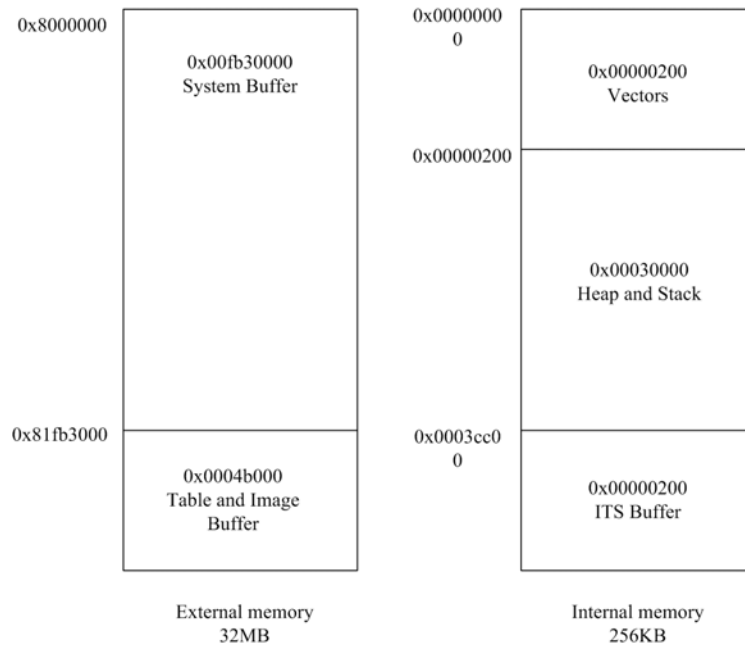 0x8000000
0x00fb30000
System Buffer
0x81fb3000
0x0004b000
Table and Image
Buffer
External memory
32MB
0x0000000
0
0x00000200
Vectors
0x00000200
0x00030000
Heap and Stack
0x0003cc0
0
0x00000200
ITS Buffer
Internal memory
256KB